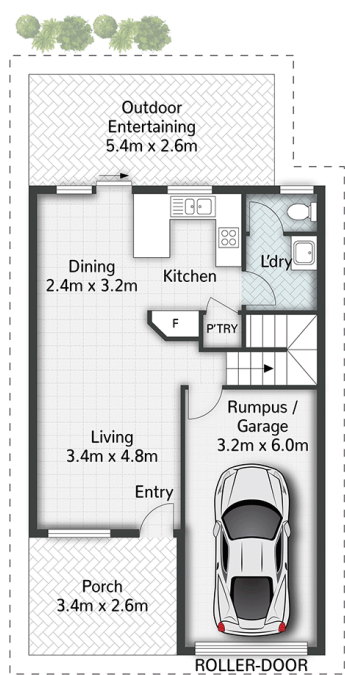 Outdoor
Entertaining
5.4m x 2.6m
Dining
2.4m x 3.2m
Kitchen
L'dry
F
P'TRY
Rumpus /
Garage
3.2m x 6.0m
Living
3.4m x 4.8m
Entry
Porch
3.4m x 2.6m
ROLLER-DOOR